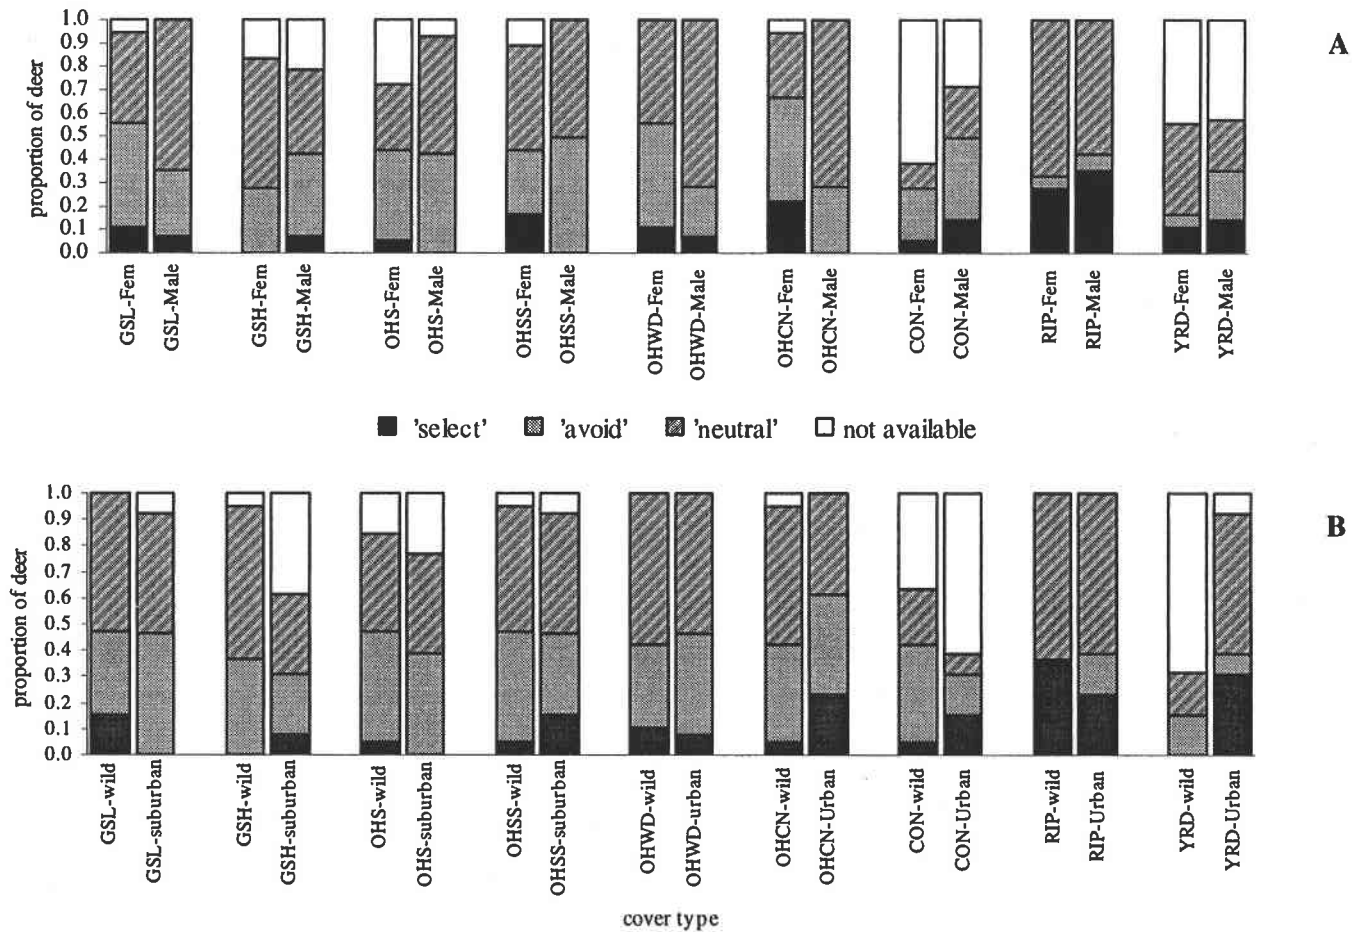 A
proportion of deer
1.0
0.9
0.8
0.7
0.6
0.5
0.4
0.3
0.2
0.1
0.0
GSL-Fem
GSL-Male
GSH-Fem
GSH-Male
OHS-Fem
OHS-Male
OHSS-Fem
OHSS-Male
OHWD-Fem
OHWD-Male
OHCN-Fem
OHCN-Male
CON-Fem
CON-Male
RIP-Fem
RIP-Male
YRD-Fem
YRD-Male
'select' 'avoid' 'neutral' not available
B
proportion of deer
1.0
0.9
0.8
0.7
0.6
0.5
0.4
0.3
0.2
0.1
0.0
GSL-wild
GSL-suburban
GSH-wild
GSH-suburban
OHS-wild
OHS-suburban
OHSS-wild
OHSS-suburban
OHWD-wild
OHWD-urban
OHCN-wild
OHCN-Urban
CON-wild
CON-Urban
RIP-wild
RIP-Urban
YRD-wild
YRD-Urban
cover type